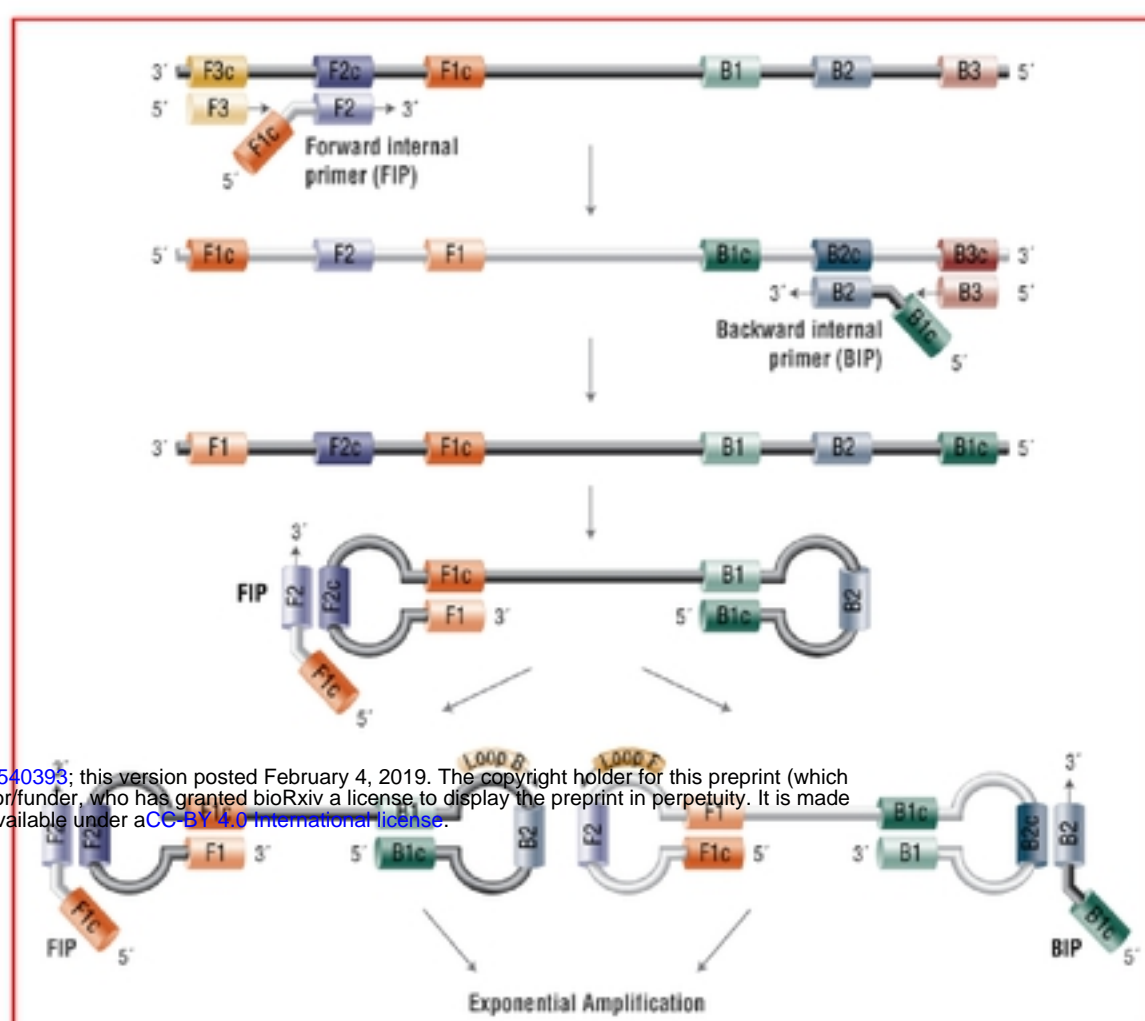 3´ F3c F2c F1c B1 B2 B3 5´
5´ F3 F2 3´
F1c
5´
Forward internal
primer (FIP)
5´ F1c F2 F1 B1c B2c B3c 3´
3´ B2 B3 5´
B1c
5´
Backward internal
primer (BIP)
3´ F1 F2c F1c B1 B2 B1c 5´
3´
FIP F2 F2c F1c B1 B2
F1 3´ 5´ B1c
F1c
5´
Loop B Loop F
3´ 3´
540393; this version posted February 4, 2019. The copyright holder for this preprint (which
or/funder, who has granted bioRxiv a license to display the preprint in perpetuity. It is made
vailable under aCC-BY 4.0 International license.
F1c B1 F1 B1c
F2 B2 F2 B2c B2
F1 3´ 5´ B1c F1c 5´ 3´ B1
F1c B1c
FIP 5´ BIP 5´
Exponential Amplification